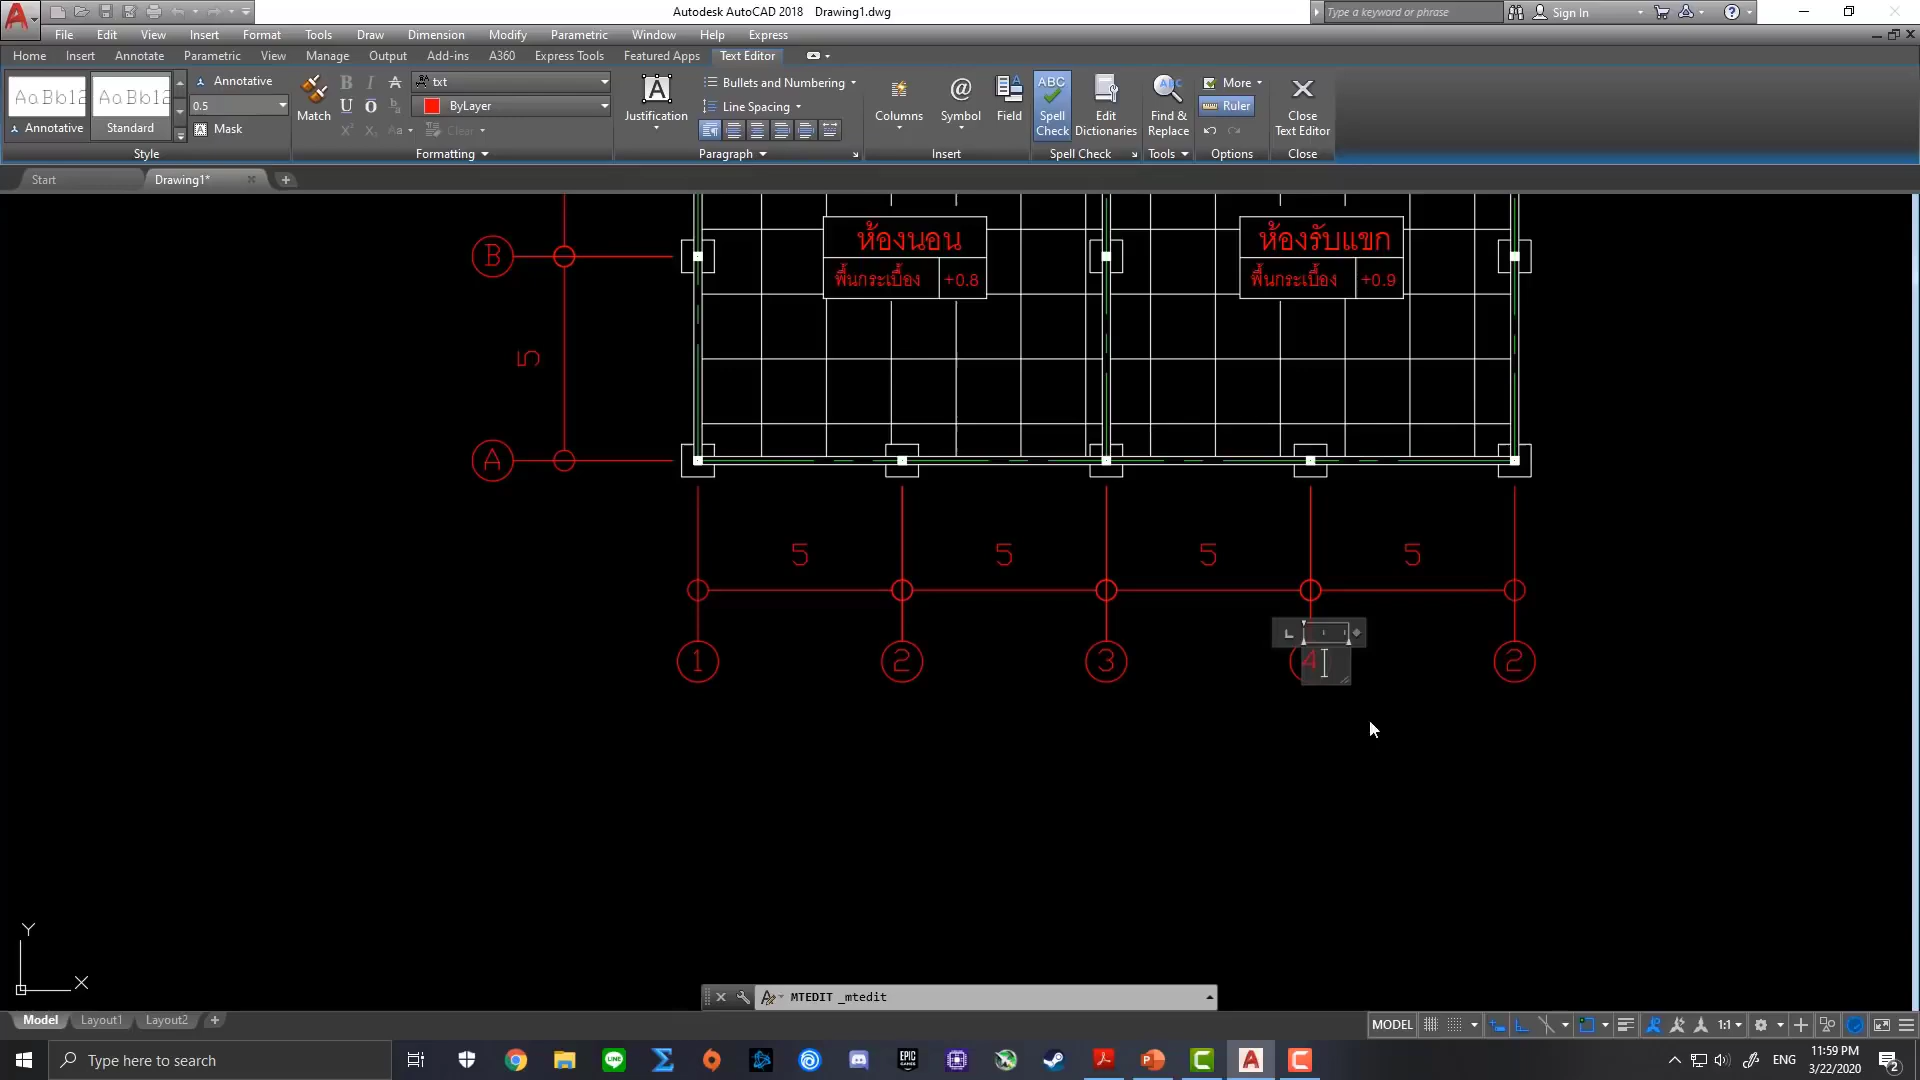 Autodesk AutoCAD 2018 Drawing1.dwg
Type a keyword or phrase
Sign In
File Edit View Insert Format Tools Draw Dimension Modify Parametric Window Help Express
Home Insert Annotate Parametric View Manage Output Add-ins A360 Express Tools Featured Apps Text Editor
AaBb12 AaBb12
Annotative
Standard
Annotative
0.5
Mask
Style
Match
B I A
U O
txt
ByLayer
Aa
Clear
Formatting
A
Justification
Bullets and Numbering
Line Spacing
Paragraph
Columns
@
Symbol
Field
Insert
ABC
Spell
Check
Edit
Dictionaries
Spell Check
Find &
Replace
Tools
More
Ruler
Options
Close
Text Editor
Close
Start Drawing1*
ห้องนอน
พื้นกระเบื้อง +0.8
ห้องรับแขก
พื้นกระเบื้อง +0.9
B
5
A
5 5 5 5
1 2 3 4 2
Y
X
MTEDIT _mtedit
Model Layout1 Layout2
MODEL
1:1
Type here to search
ENG
11:59 PM
3/22/2020
2